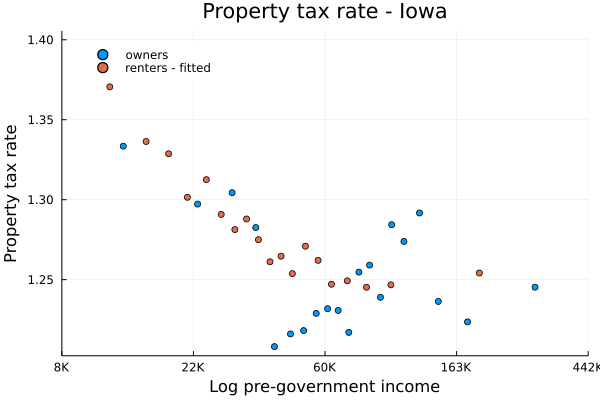 Property tax rate - Iowa
owners
renters - fitted
Property tax rate
1.40
1.35
1.30
1.25
8K
22K
60K
163K
442K
Log pre-government income